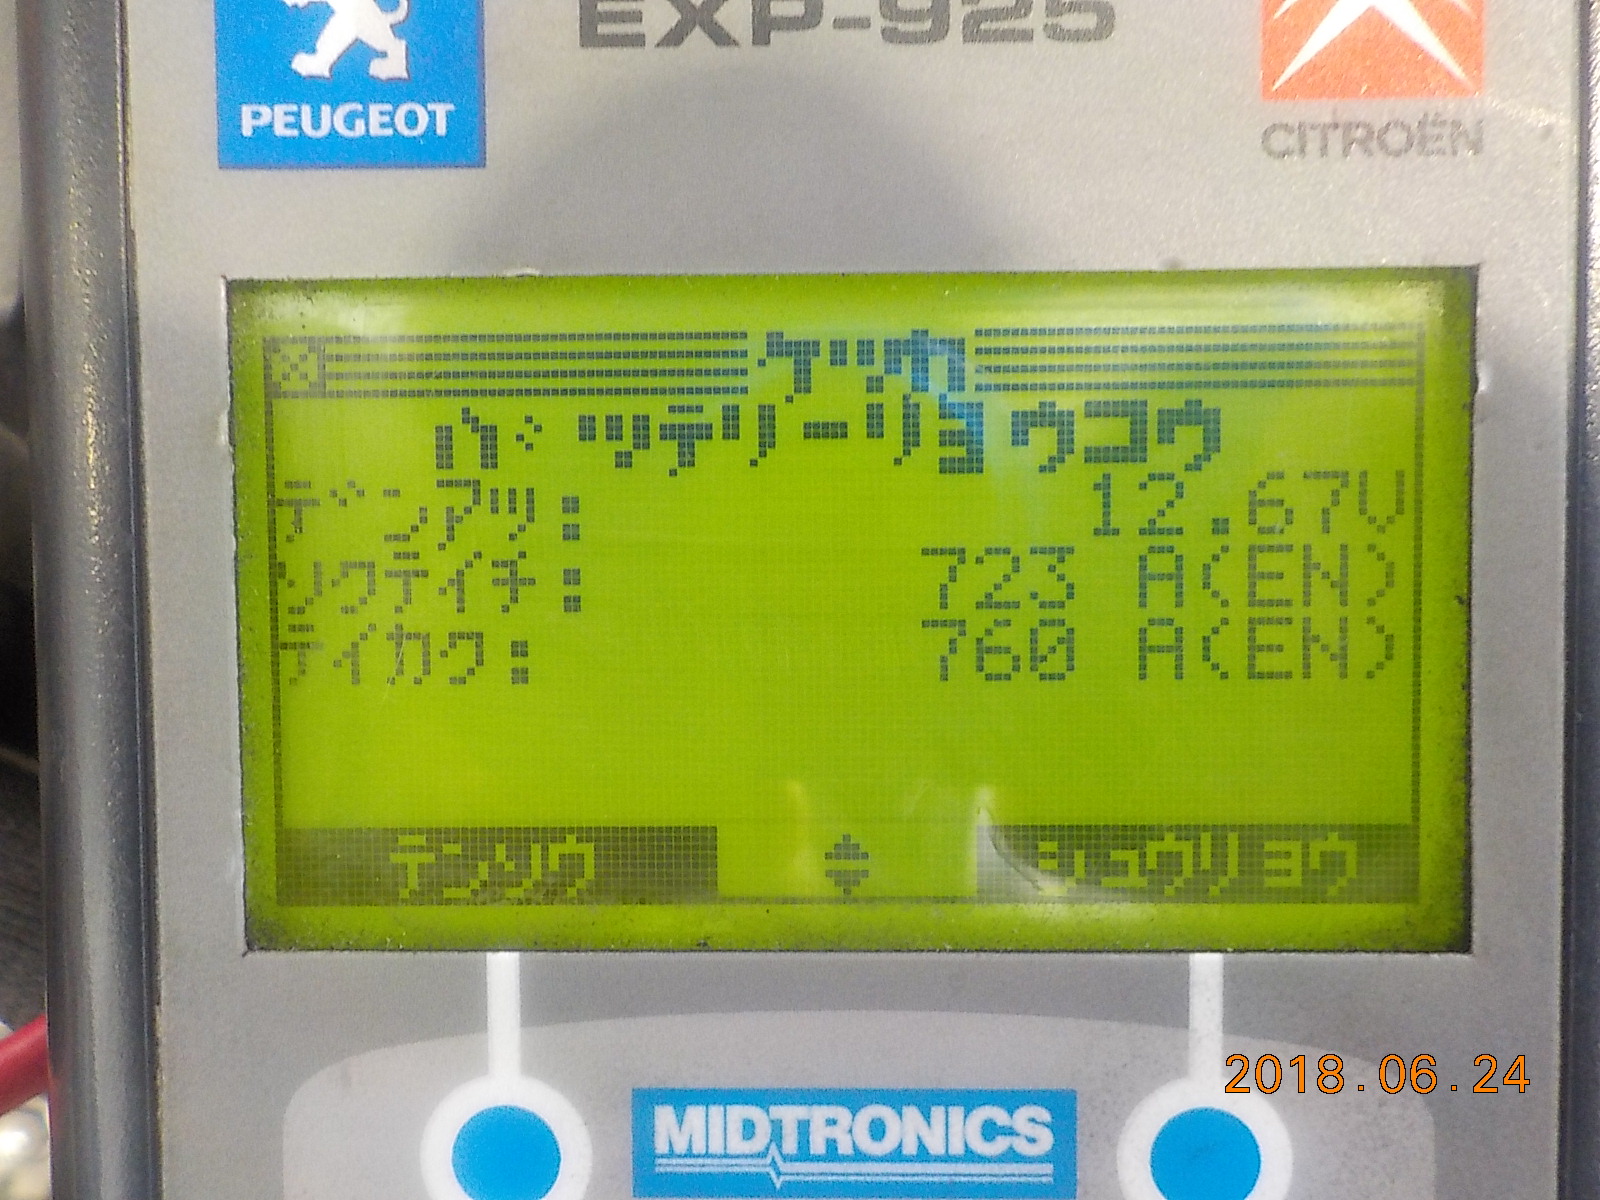 EXP-925
PEUGEOT
CITROËN
ケッカ
バッテリーリョウコウ
デンアツ: 12.67V
ソクテイチ: 723 A(EN)
テイカク: 760 A(EN)
テンソウ シュウリョウ
2018.06.24
MIDTRONICS